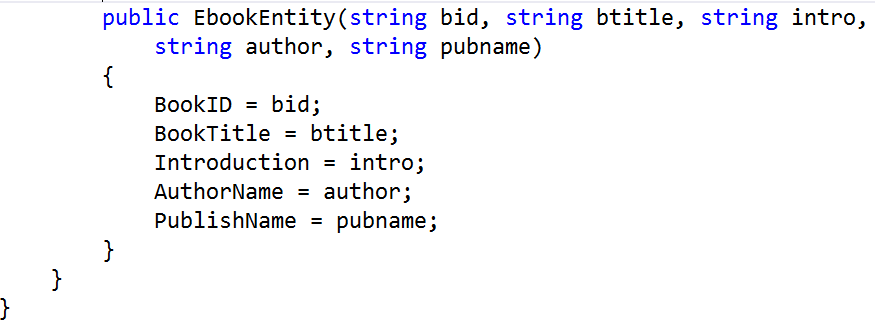 public EbookEntity(string bid, string btitle, string intro,
string author, string pubname)
{
BookID = bid;
BookTitle = btitle;
Introduction = intro;
AuthorName = author;
PublishName = pubname;
}
}
}